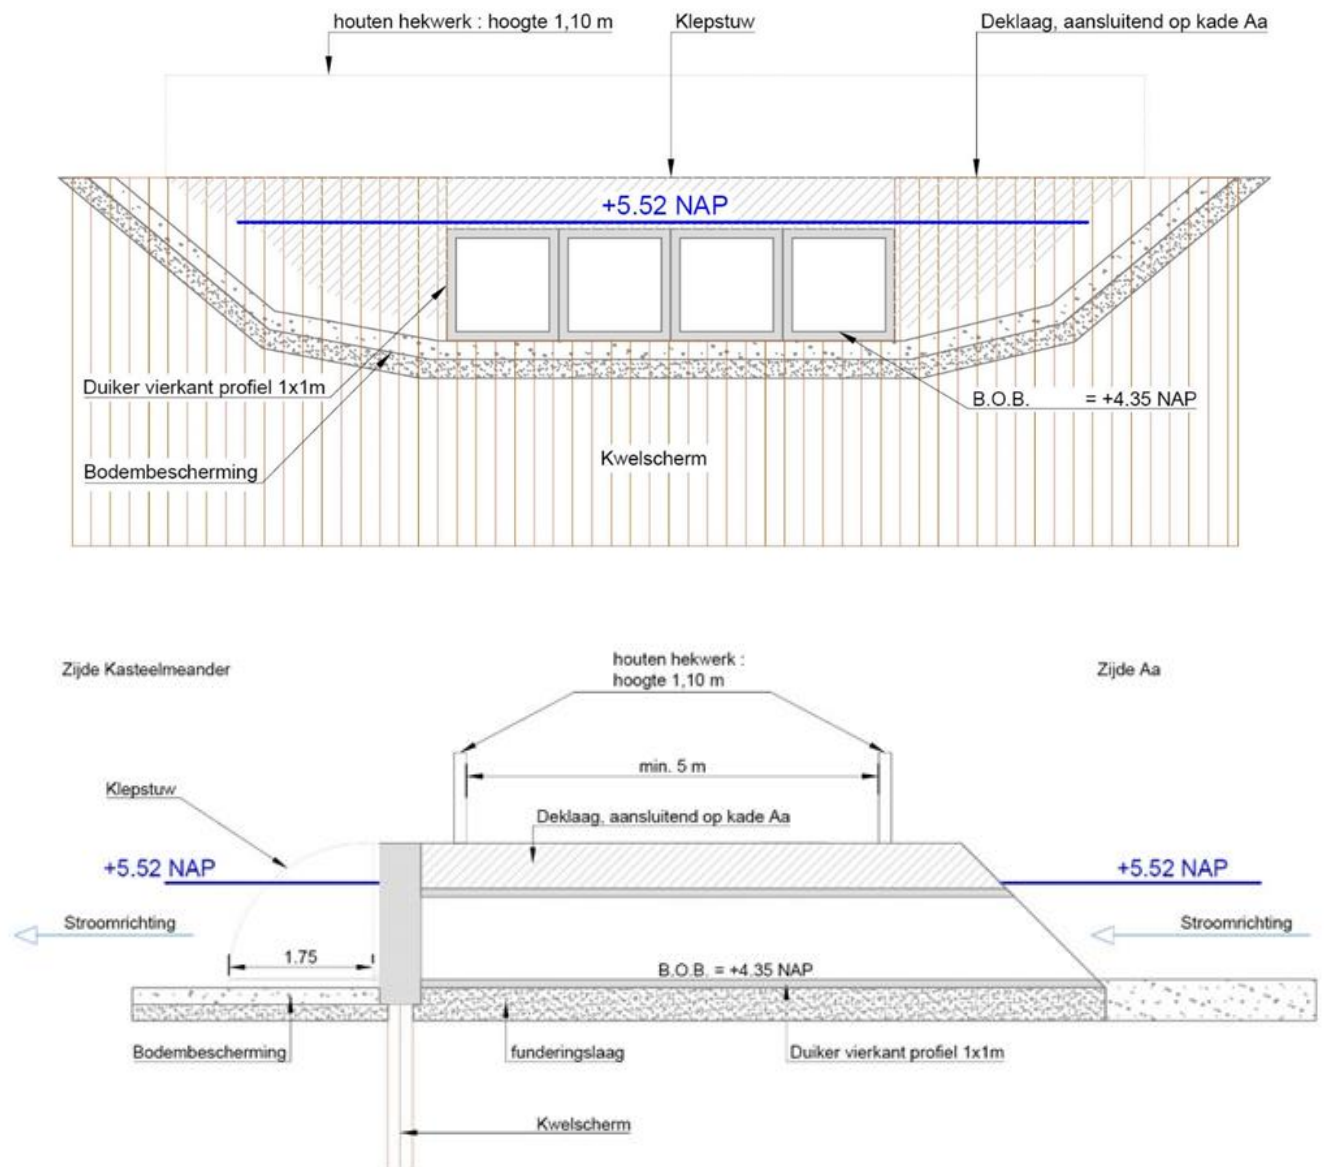 houten hekwerk : hoogte 1,10 m
Klepstuw
Deklaag, aansluitend op kade Aa
+5.52 NAP
Duiker vierkant profiel 1x1m
B.O.B. = +4.35 NAP
Bodembescherming
Kwelscherm
Zijde Kasteelmeander
houten hekwerk :
hoogte 1,10 m
Zijde Aa
min. 5 m
Klepstuw
Deklaag, aansluitend op kade Aa
+5.52 NAP
+5.52 NAP
Stroomrichting
Stroomrichting
1.75
B.O.B. = +4.35 NAP
Bodembescherming
funderingslaag
Duiker vierkant profiel 1x1m
Kwelscherm